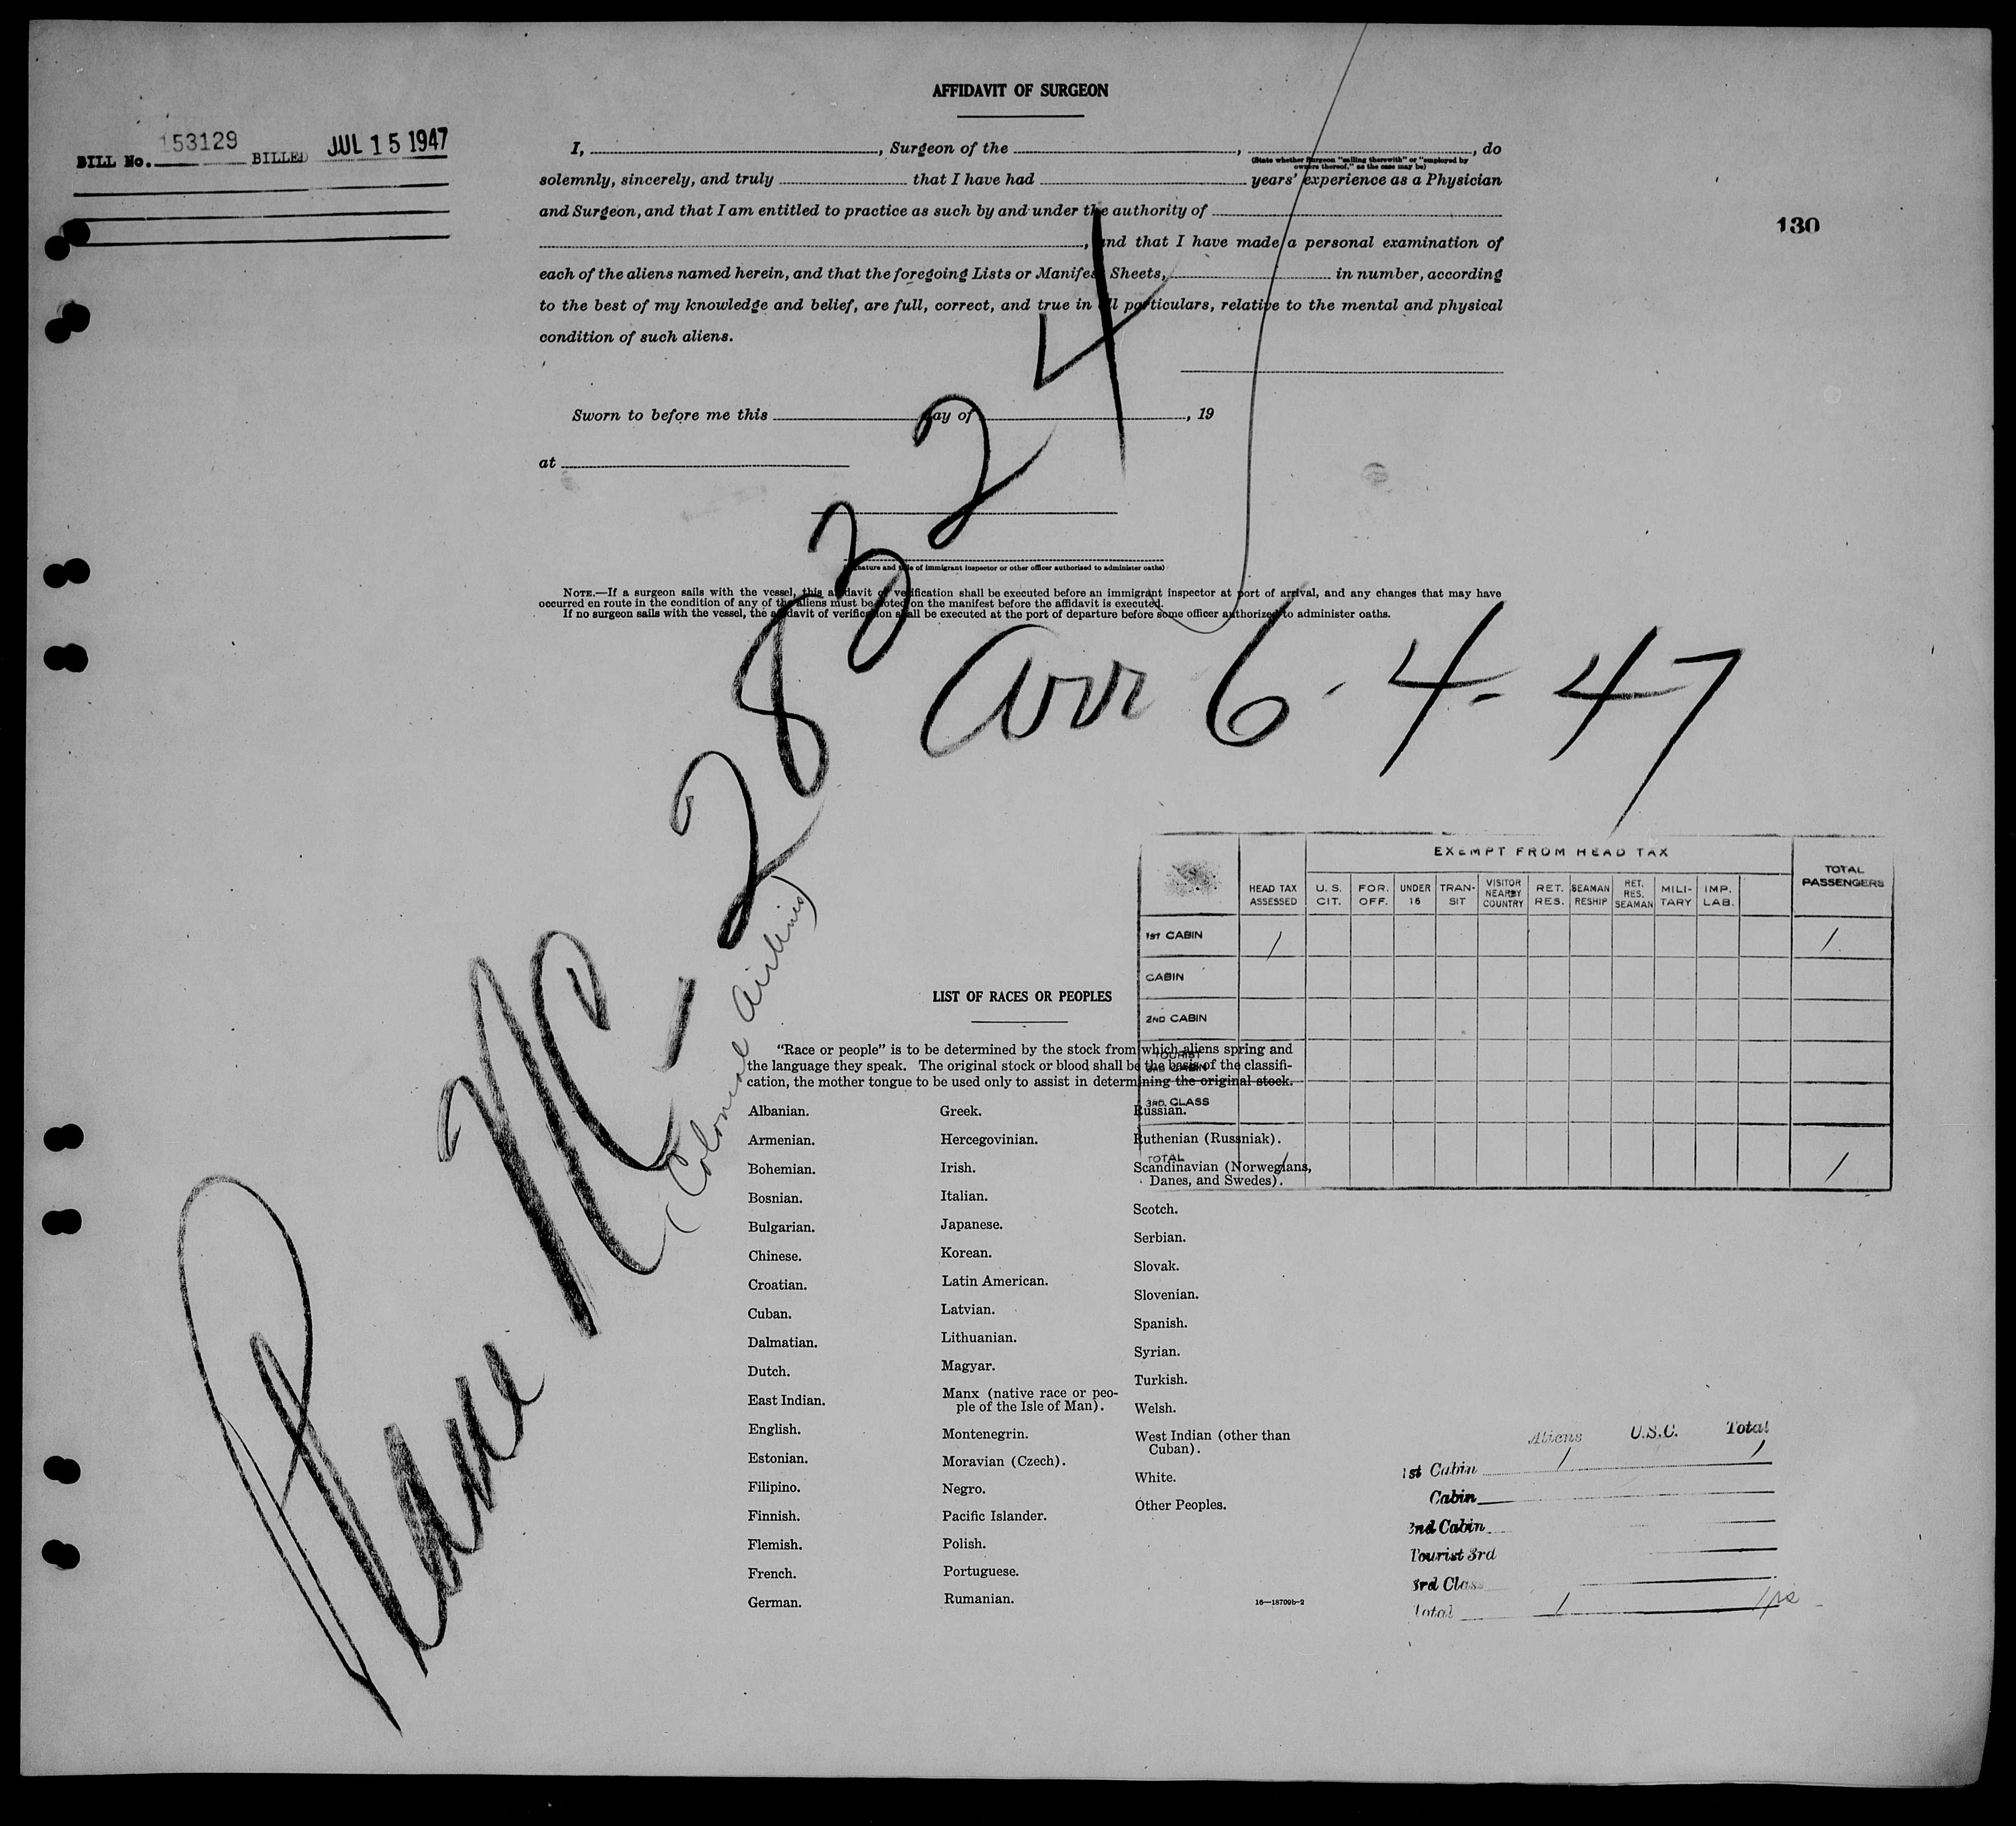 AFFIDAVIT OF SURGEON
BILL No. 153129 BILLED JUL 15 1947
130
I, , Surgeon of the , , do
(State whether Surgeon "sailing therewith" or "employed by
owners thereof," as the case may be)
solemnly, sincerely, and truly that I have had years' experience as a Physician
and Surgeon, and that I am entitled to practice as such by and under the authority of
, and that I have made a personal examination of
each of the aliens named herein, and that the foregoing Lists or Manifest Sheets, in number, according
to the best of my knowledge and belief, are full, correct, and true in all particulars, relative to the mental and physical
condition of such aliens.
Sworn to before me this day of , 19
at
(Signature and title of immigrant inspector or other officer authorized to administer oaths)
NOTE.—If a surgeon sails with the vessel, this affidavit of verification shall be executed before an immigrant inspector at port of arrival, and any changes that may have
occurred en route in the condition of any of the aliens must be noted on the manifest before the affidavit is executed.
If no surgeon sails with the vessel, the affidavit of verification shall be executed at the port of departure before some officer authorized to administer oaths.
Plane NC-28324
(Colonial Airlines)
Arr 6-4-47
EXEMPT FROM HEAD TAX
HEAD TAX ASSESSED U. S. CIT. FOR. OFF. UNDER 16 TRAN- SIT VISITOR NEARBY COUNTRY RET. RES. SEAMAN RESHIP RET. RES. SEAMAN MILI- TARY IMP. LAB. TOTAL PASSENGERS
1ST CABIN / /
CABIN
2ND CABIN
TOURIST
3RD CABIN
3RD. CLASS
TOTAL / /
LIST OF RACES OR PEOPLES
"Race or people" is to be determined by the stock from which aliens spring and
the language they speak. The original stock or blood shall be the basis of the classifi-
cation, the mother tongue to be used only to assist in determining the original stock.
Albanian.
Armenian.
Bohemian.
Bosnian.
Bulgarian.
Chinese.
Croatian.
Cuban.
Dalmatian.
Dutch.
East Indian.
English.
Estonian.
Filipino.
Finnish.
Flemish.
French.
German.
Greek.
Hercegovinian.
Irish.
Italian.
Japanese.
Korean.
Latin American.
Latvian.
Lithuanian.
Magyar.
Manx (native race or peo-
ple of the Isle of Man).
Montenegrin.
Moravian (Czech).
Negro.
Pacific Islander.
Polish.
Portuguese.
Rumanian.
Russian.
Ruthenian (Russniak).
Scandinavian (Norwegians,
Danes, and Swedes).
Scotch.
Serbian.
Slovak.
Slovenian.
Spanish.
Syrian.
Turkish.
Welsh.
West Indian (other than
Cuban).
White.
Other Peoples.
16—18709b-2
Aliens U.S.C. Total
1st Cabin / /
Cabin
2nd Cabin
Tourist 3rd
3rd Class
Total / /